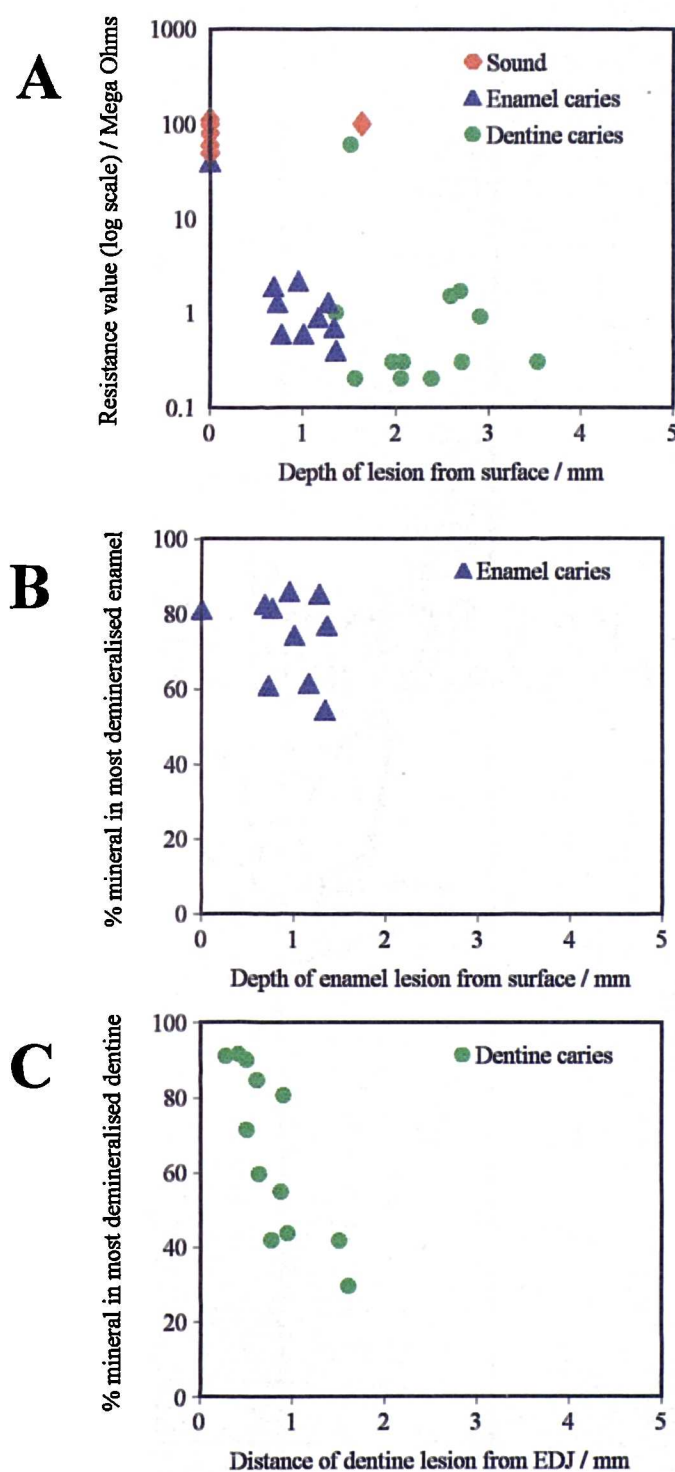 A
Resistance value (log scale) / Mega Ohms
1000
100
10
1
0.1
Sound
Enamel caries
Dentine caries
0 1 2 3 4 5
Depth of lesion from surface / mm
B
% mineral in most demineralised enamel
100
80
60
40
20
0
Enamel caries
0 1 2 3 4 5
Depth of enamel lesion from surface / mm
C
% mineral in most demineralised dentine
100
80
60
40
20
0
Dentine caries
0 1 2 3 4 5
Distance of dentine lesion from EDJ / mm